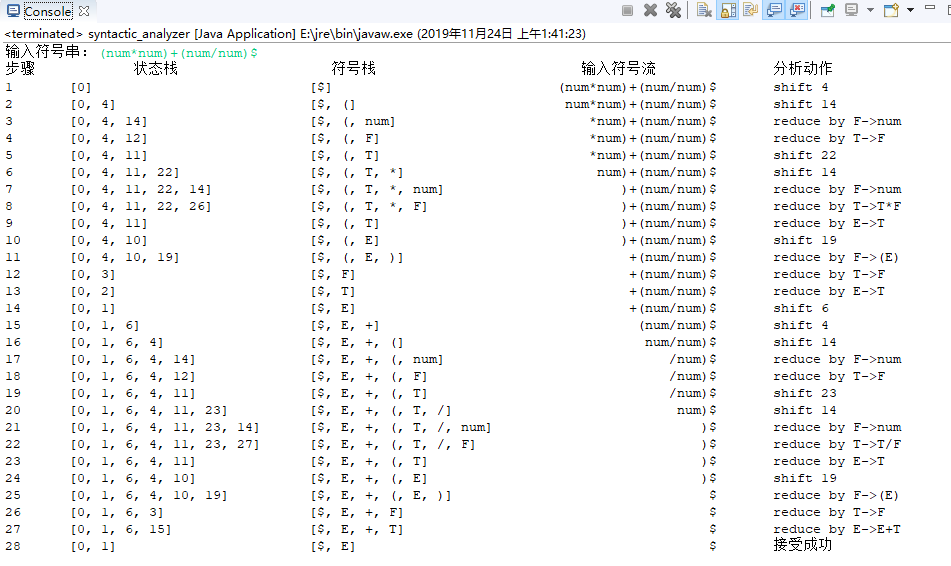 Console
<terminated> syntactic_analyzer [Java Application] E:\jre\bin\javaw.exe (2019年11月24日 上午1:41:23)
输入符号串: (num*num)+(num/num)$
步骤 状态栈 符号栈 输入符号流 分析动作
1 [0] [$] (num*num)+(num/num)$ shift 4
2 [0, 4] [$, (] num*num)+(num/num)$ shift 14
3 [0, 4, 14] [$, (, num] *num)+(num/num)$ reduce by F->num
4 [0, 4, 12] [$, (, F] *num)+(num/num)$ reduce by T->F
5 [0, 4, 11] [$, (, T] *num)+(num/num)$ shift 22
6 [0, 4, 11, 22] [$, (, T, *] num)+(num/num)$ shift 14
7 [0, 4, 11, 22, 14] [$, (, T, *, num] )+(num/num)$ reduce by F->num
8 [0, 4, 11, 22, 26] [$, (, T, *, F] )+(num/num)$ reduce by T->T*F
9 [0, 4, 11] [$, (, T] )+(num/num)$ reduce by E->T
10 [0, 4, 10] [$, (, E] )+(num/num)$ shift 19
11 [0, 4, 10, 19] [$, (, E, )] +(num/num)$ reduce by F->(E)
12 [0, 3] [$, F] +(num/num)$ reduce by T->F
13 [0, 2] [$, T] +(num/num)$ reduce by E->T
14 [0, 1] [$, E] +(num/num)$ shift 6
15 [0, 1, 6] [$, E, +] (num/num)$ shift 4
16 [0, 1, 6, 4] [$, E, +, (] num/num)$ shift 14
17 [0, 1, 6, 4, 14] [$, E, +, (, num] /num)$ reduce by F->num
18 [0, 1, 6, 4, 12] [$, E, +, (, F] /num)$ reduce by T->F
19 [0, 1, 6, 4, 11] [$, E, +, (, T] /num)$ shift 23
20 [0, 1, 6, 4, 11, 23] [$, E, +, (, T, /] num)$ shift 14
21 [0, 1, 6, 4, 11, 23, 14] [$, E, +, (, T, /, num] )$ reduce by F->num
22 [0, 1, 6, 4, 11, 23, 27] [$, E, +, (, T, /, F] )$ reduce by T->T/F
23 [0, 1, 6, 4, 11] [$, E, +, (, T] )$ reduce by E->T
24 [0, 1, 6, 4, 10] [$, E, +, (, E] )$ shift 19
25 [0, 1, 6, 4, 10, 19] [$, E, +, (, E, )] $ reduce by F->(E)
26 [0, 1, 6, 3] [$, E, +, F] $ reduce by T->F
27 [0, 1, 6, 15] [$, E, +, T] $ reduce by E->E+T
28 [0, 1] [$, E] $ 接受成功